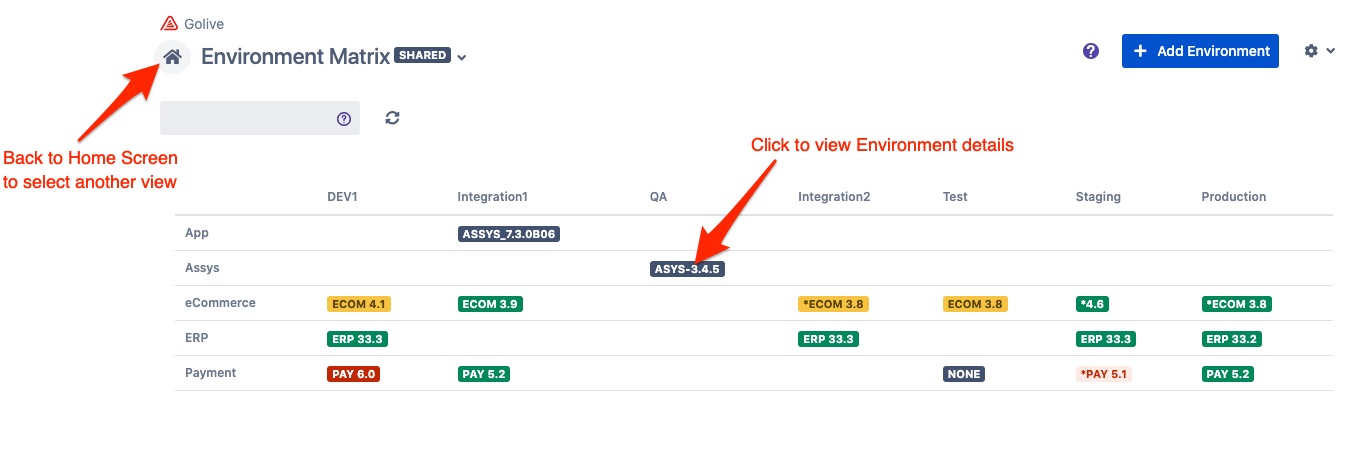 Golive
Environment Matrix SHARED
? + Add Environment
?
Back to Home Screen
to select another view
Click to view Environment details
DEV1 Integration1 QA Integration2 Test Staging Production
App ASSYS_7.3.0B06
Assys ASYS-3.4.5
eCommerce ECOM 4.1 ECOM 3.9 *ECOM 3.8 ECOM 3.8 *4.6 *ECOM 3.8
ERP ERP 33.3 ERP 33.3 ERP 33.3 ERP 33.2
Payment PAY 6.0 PAY 5.2 NONE *PAY 5.1 PAY 5.2